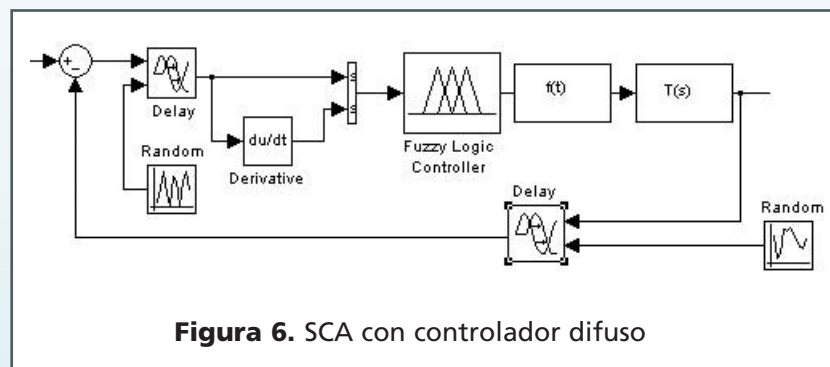 Delay
Random
du/dt
Derivative
s
s
Fuzzy Logic
Controller
f(t)
T(s)
Delay
Random
Figura 6. SCA con controlador difuso